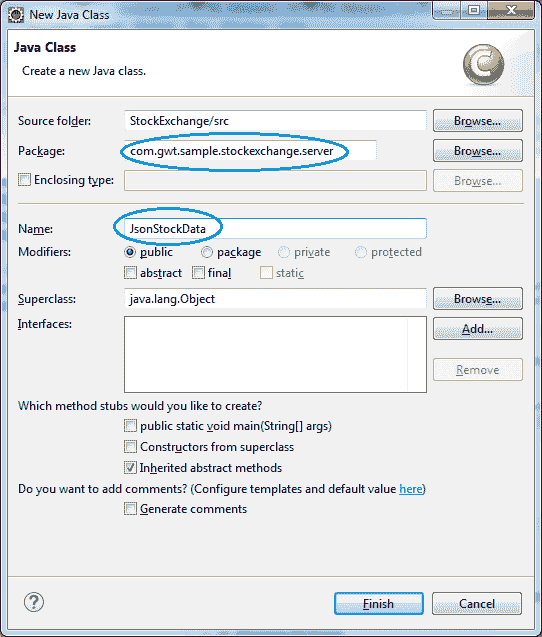 New Java Class
Java Class
Create a new Java class.
C
Source folder: StockExchange/src Browse...
Package: com.gwt.sample.stockexchange.server Browse...
Enclosing type: Browse...
Name: JsonStockData
Modifiers: public package private protected
abstract final static
Superclass: java.lang.Object Browse...
Interfaces: Add...
Remove
Which method stubs would you like to create?
public static void main(String[] args)
Constructors from superclass
Inherited abstract methods
Do you want to add comments? (Configure templates and default value here)
Generate comments
? Finish Cancel